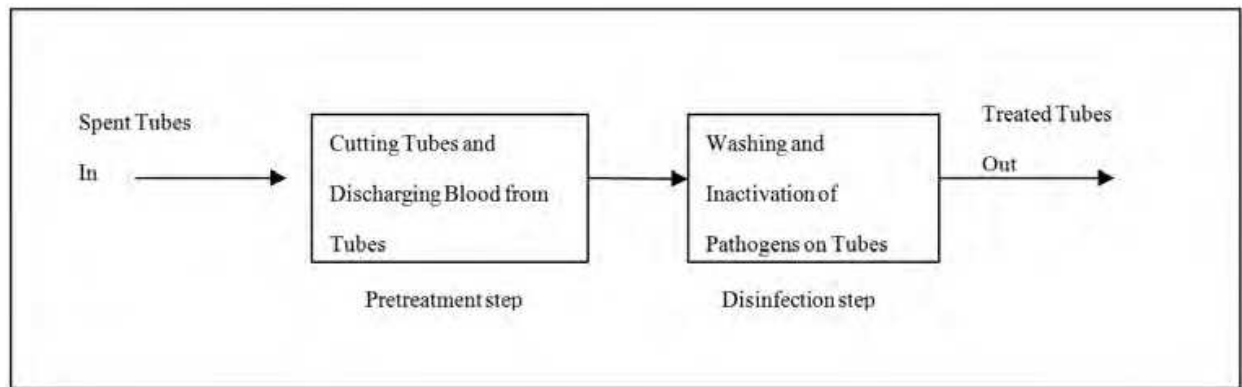 Spent Tubes
In
Cutting Tubes and
Discharging Blood from
Tubes
Pretreatment step
Washing and
Inactivation of
Pathogens on Tubes
Disinfection step
Treated Tubes
Out